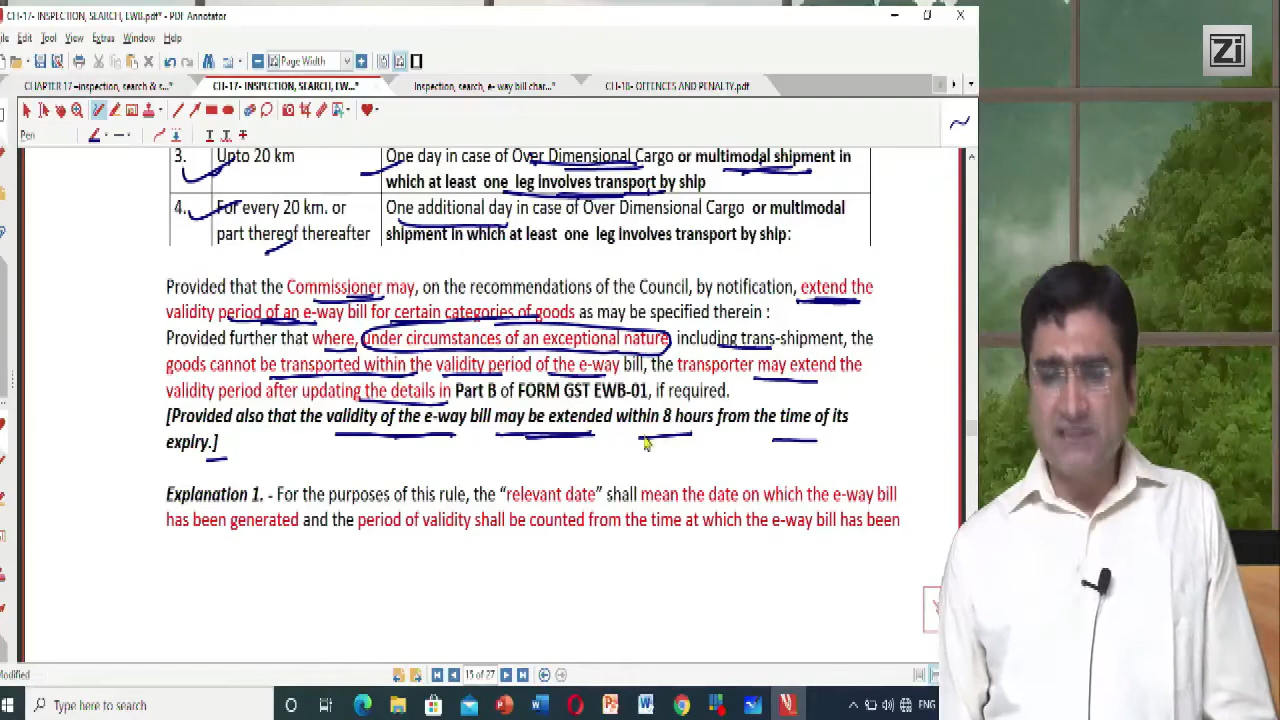 CH-17- INSPECTION, SEARCH, EWB.pdf* - PDF Annotator
Edit Tool View Extras Window Help
Page Width
CHAPTER 17 –inspection, search & s...* CH-17- INSPECTION, SEARCH, EW...* Inspection, search, e- way bill char...* CH-18- OFFENCES AND PENALTY.pdf
Zi
Pen
3. Upto 20 km One day in case of Over Dimensional Cargo or multimodal shipment in
which at least one leg involves transport by ship
4. For every 20 km. or One additional day in case of Over Dimensional Cargo or multimodal
part thereof thereafter shipment in which at least one leg involves transport by ship:
Provided that the Commissioner may, on the recommendations of the Council, by notification, extend the
validity period of an e-way bill for certain categories of goods as may be specified therein :
Provided further that where, under circumstances of an exceptional nature including trans-shipment, the
goods cannot be transported within the validity period of the e-way bill, the transporter may extend the
validity period after updating the details in Part B of FORM GST EWB-01, if required.
[Provided also that the validity of the e-way bill may be extended within 8 hours from the time of its
expiry.]
Explanation 1. - For the purposes of this rule, the “relevant date” shall mean the date on which the e-way bill
has been generated and the period of validity shall be counted from the time at which the e-way bill has been
Modified
15 of 27
Type here to search
ENG